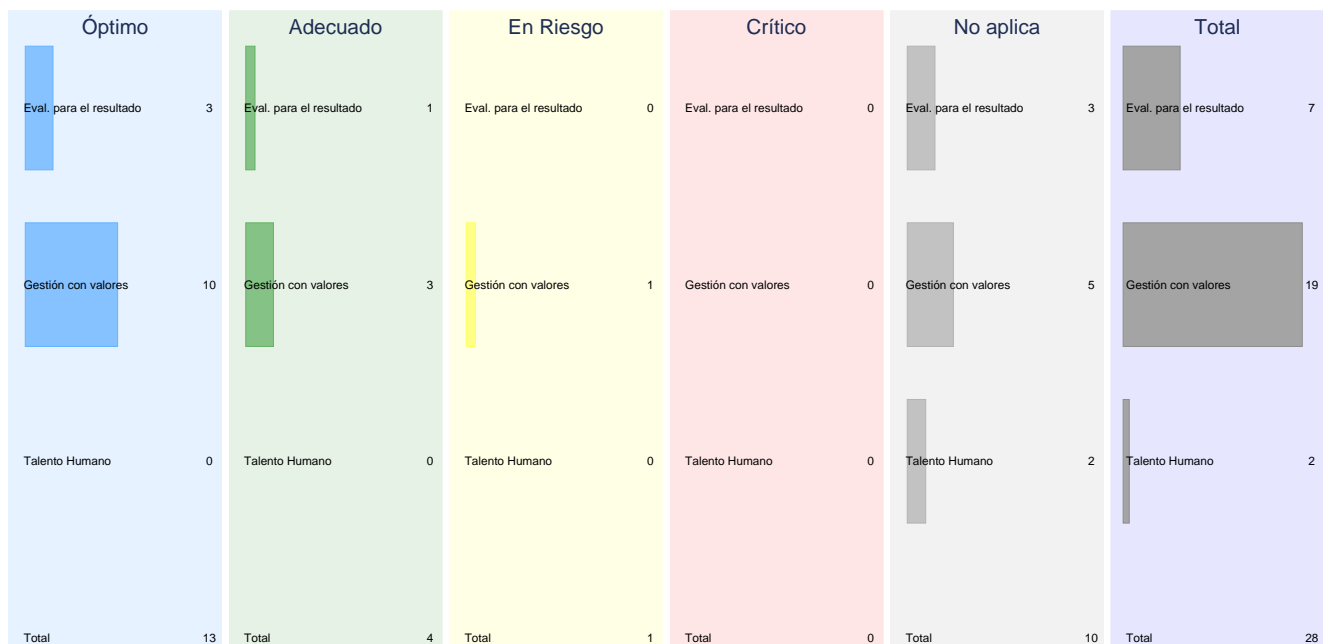 Óptimo Adecuado En Riesgo Crítico No aplica Total
Eval. para el resultado 3 Eval. para el resultado 1 Eval. para el resultado 0 Eval. para el resultado 0 Eval. para el resultado 3 Eval. para el resultado 7
Gestión con valores 10 Gestión con valores 3 Gestión con valores 1 Gestión con valores 0 Gestión con valores 5 Gestión con valores 19
Talento Humano 0 Talento Humano 0 Talento Humano 0 Talento Humano 0 Talento Humano 2 Talento Humano 2
Total 13 Total 4 Total 1 Total 0 Total 10 Total 28